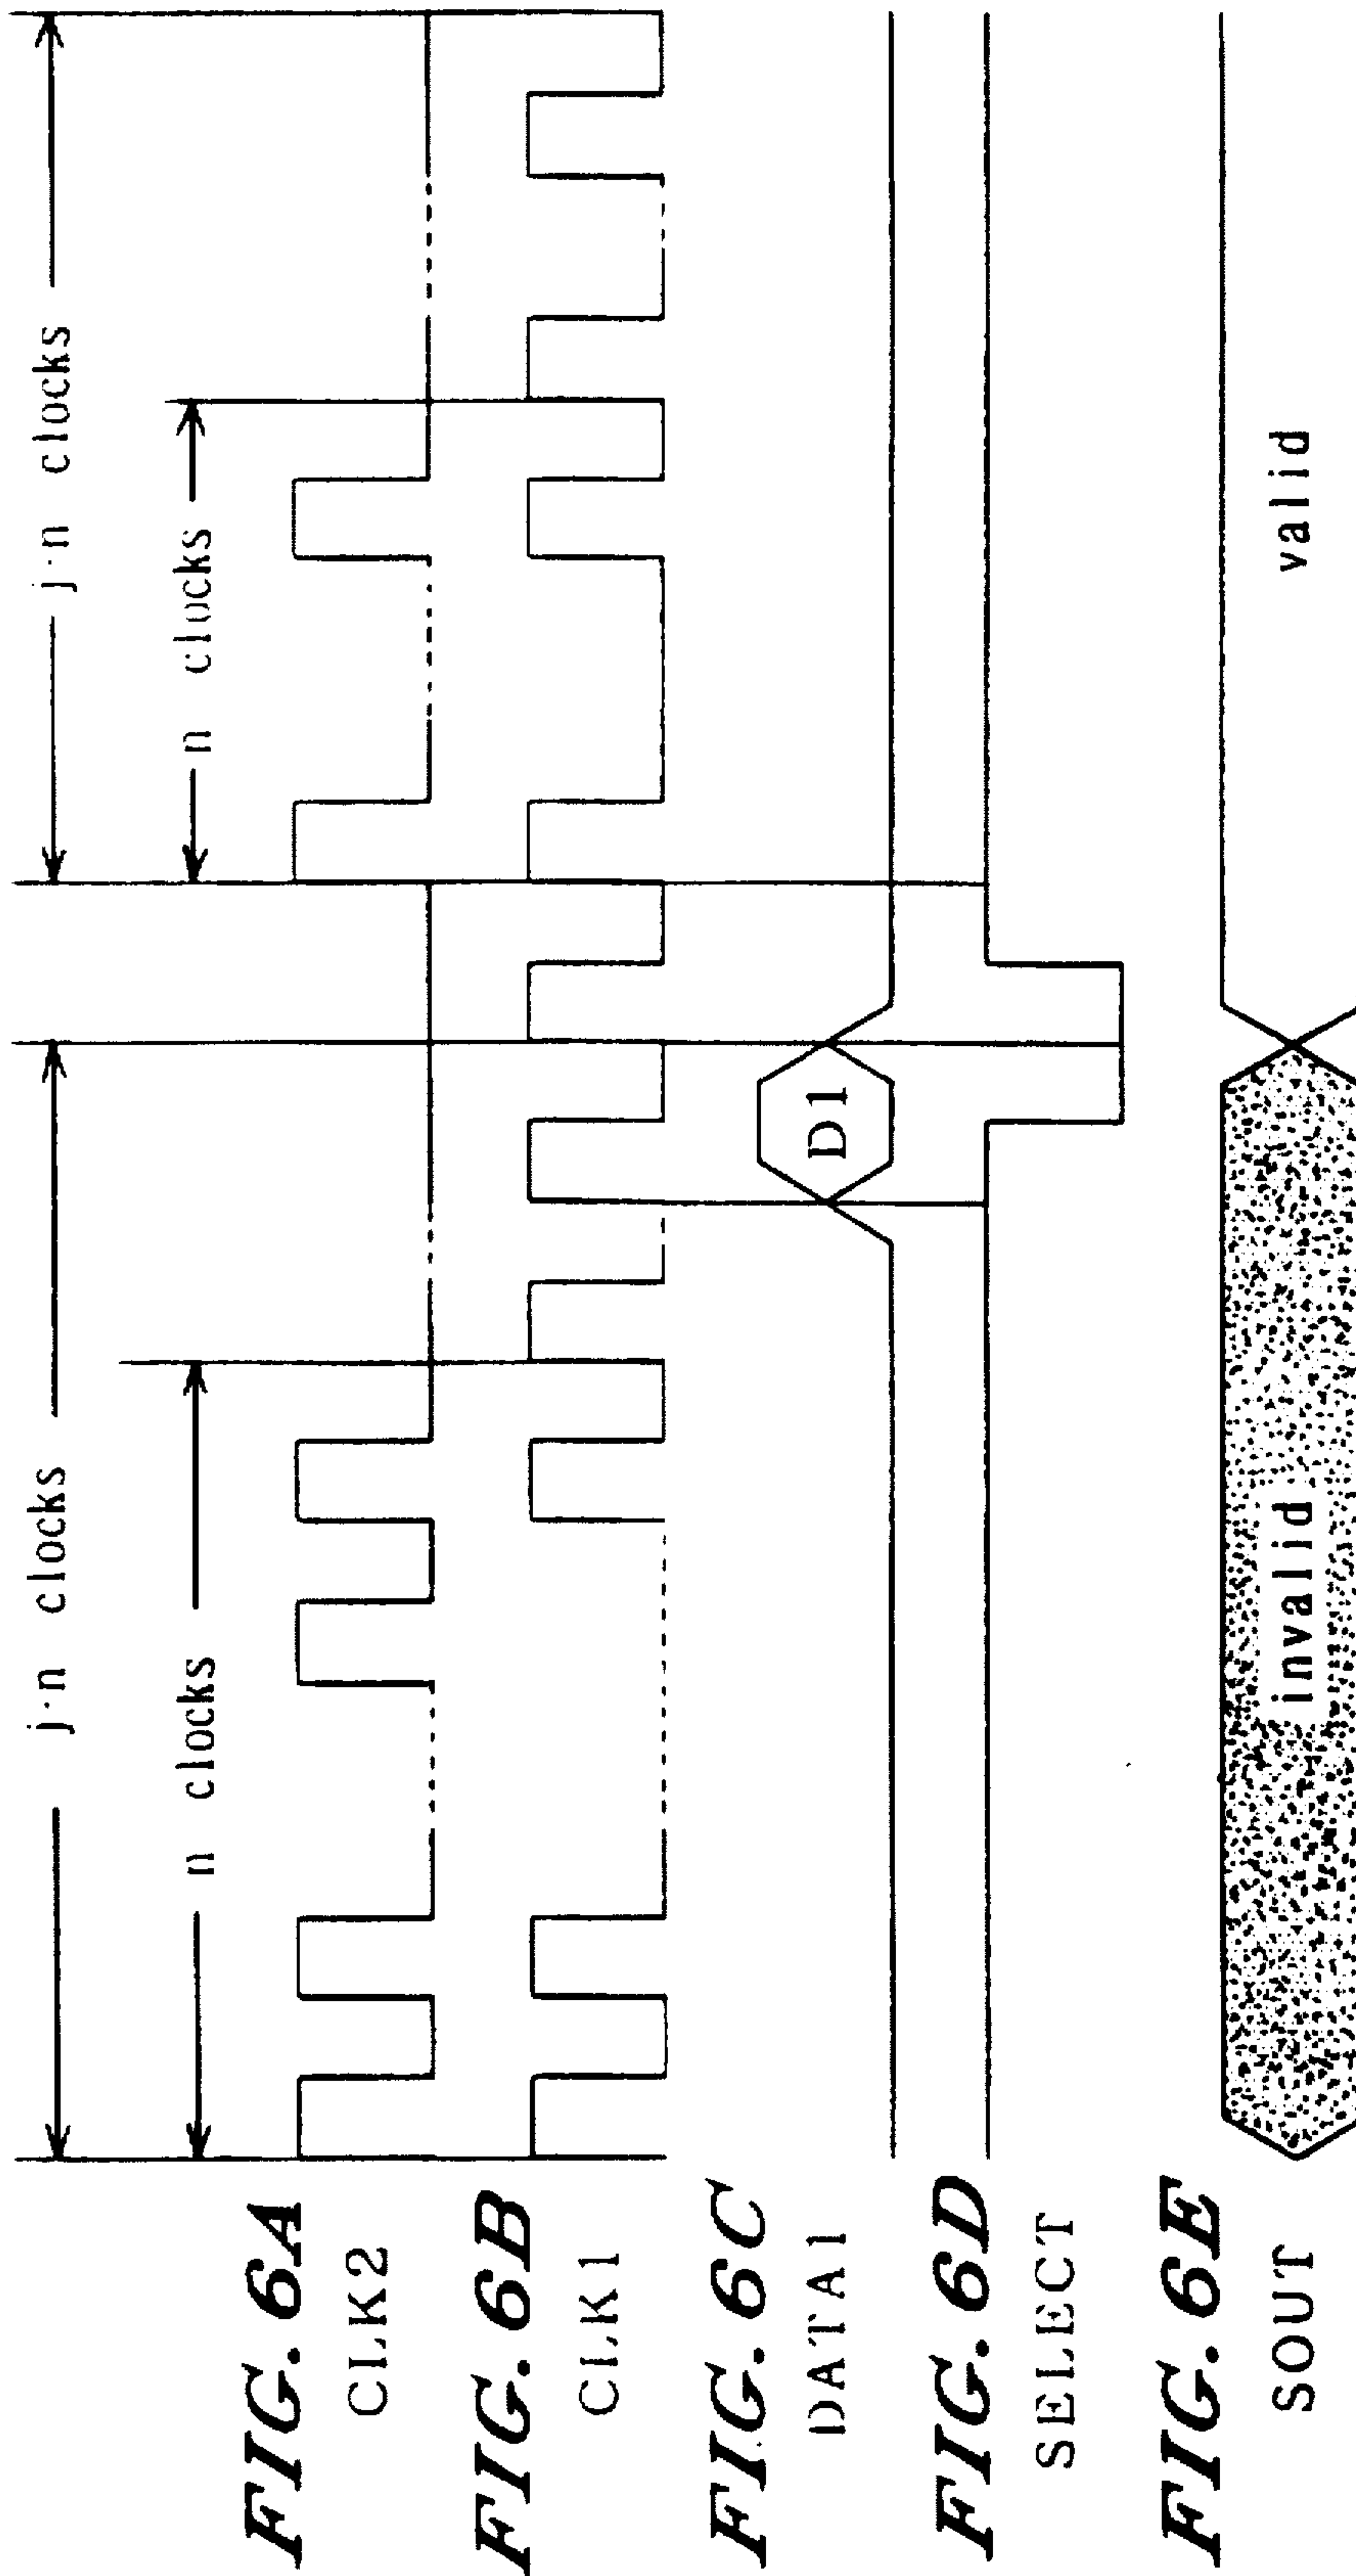 j·n clocks
j·n clocks
n clocks
n clocks
FIG. 6A
CLK2
FIG. 6B
CLK1
FIG. 6C
DATA1
D1
FIG. 6D
SELECT
FIG. 6E
SOUT
invalid
valid